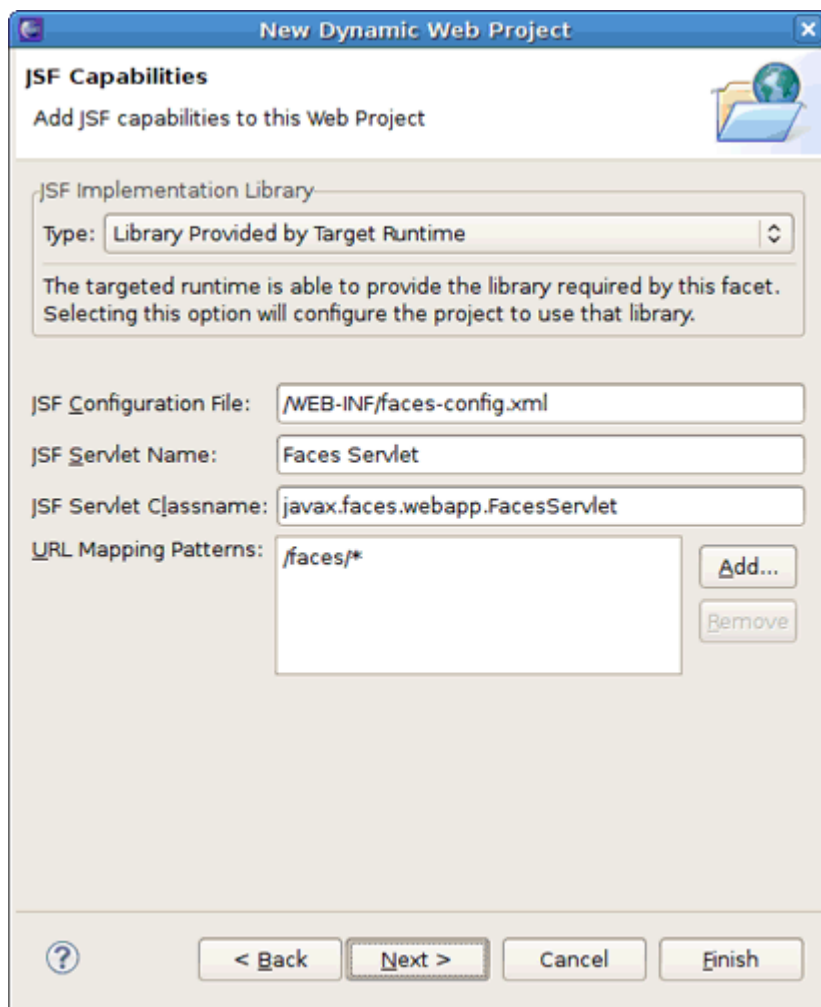 New Dynamic Web Project
JSF Capabilities
Add JSF capabilities to this Web Project
JSF Implementation Library
Type: Library Provided by Target Runtime
The targeted runtime is able to provide the library required by this facet.
Selecting this option will configure the project to use that library.
JSF Configuration File: /WEB-INF/faces-config.xml
JSF Servlet Name: Faces Servlet
JSF Servlet Classname: javax.faces.webapp.FacesServlet
URL Mapping Patterns: /faces/* Add...
Remove
? < Back Next > Cancel Finish